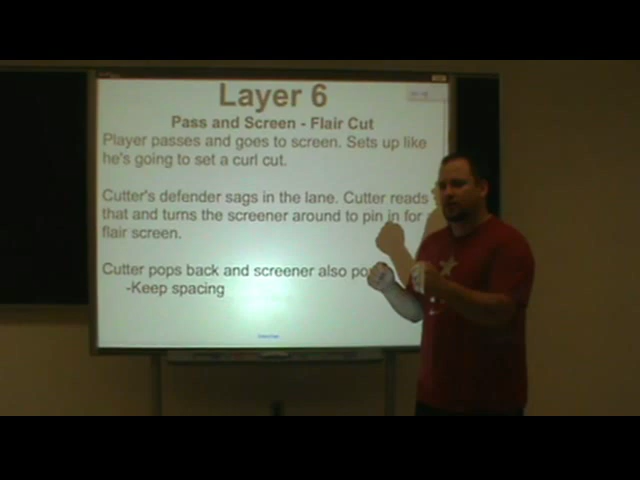 Layer 6
Pass and Screen - Flair Cut
Player passes and goes to screen. Sets up like
he's going to set a curl cut.
Cutter's defender sags in the lane. Cutter reads
that and turns the screener around to pin in for
flair screen.
Cutter pops back and screener also
-Keep spacing